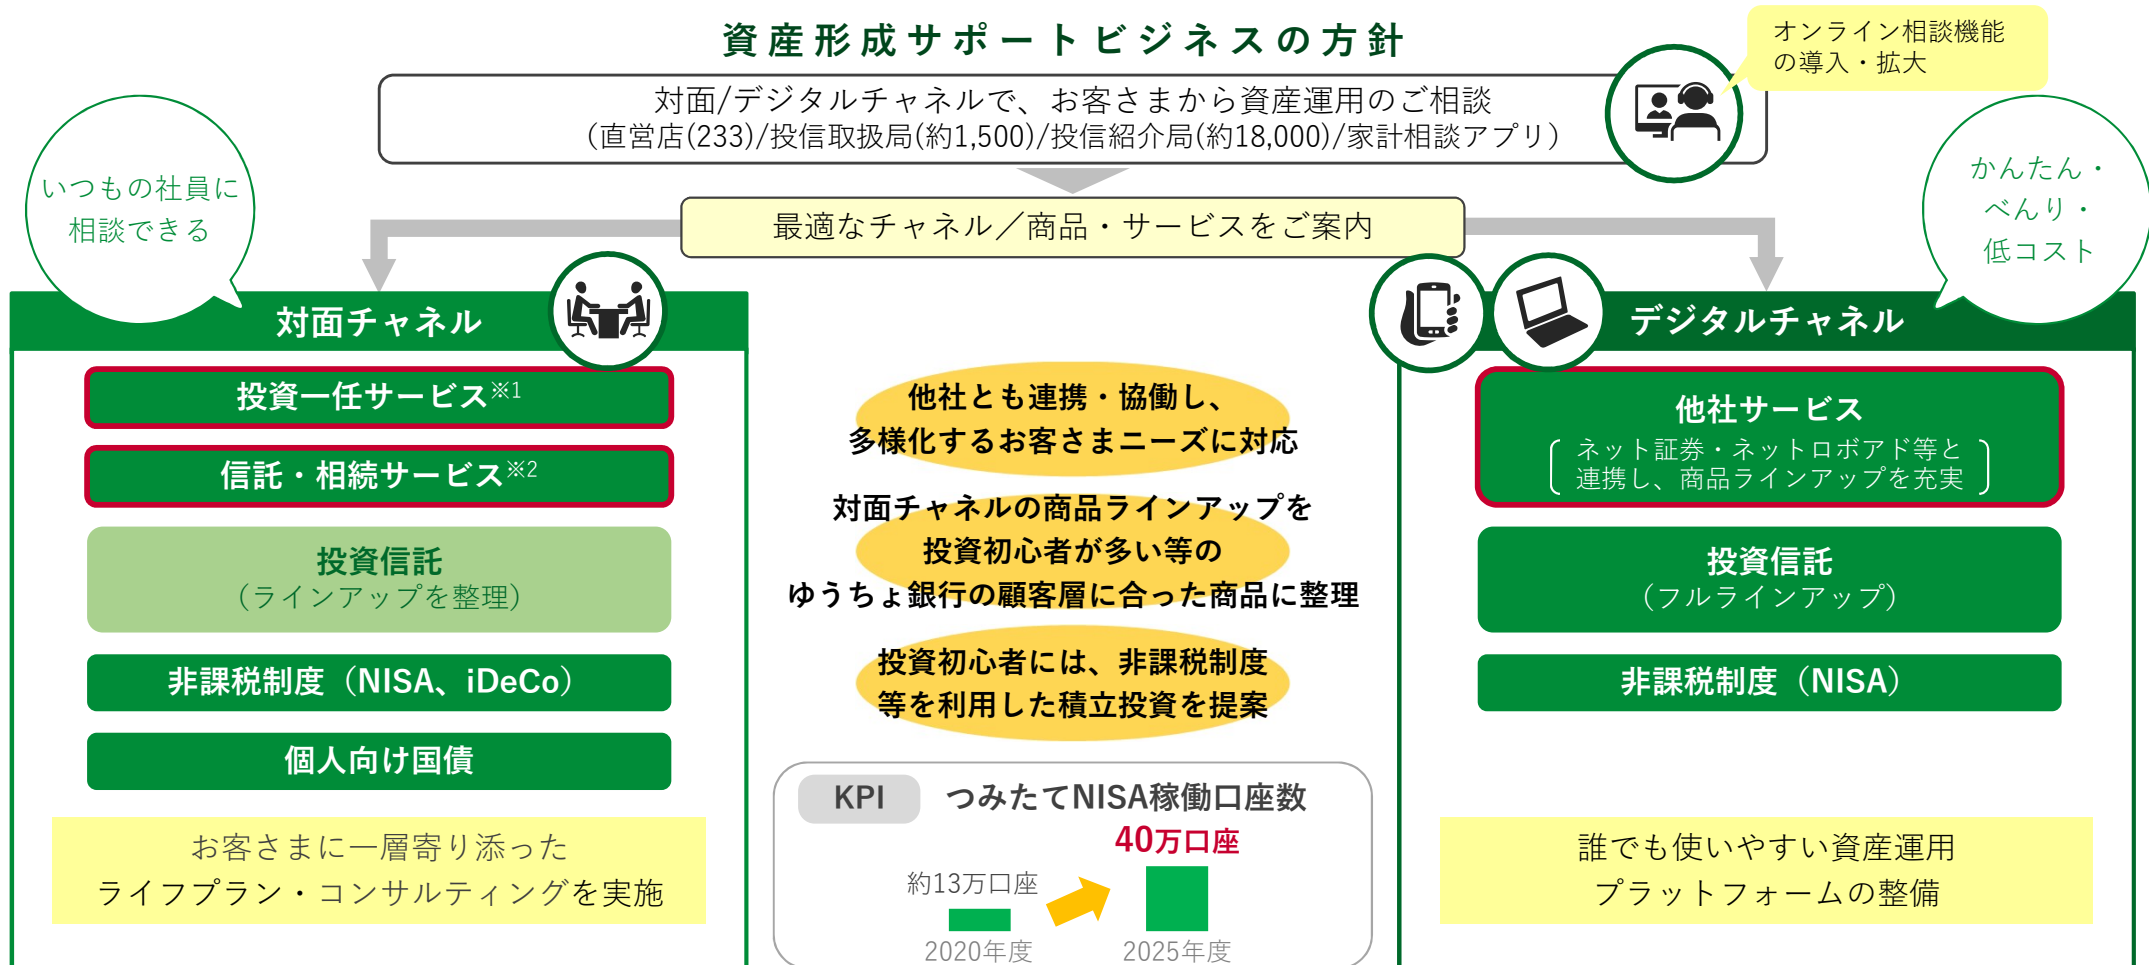 資産形成サポートビジネスの方針
オンライン相談機能
の導入・拡大
対面/デジタルチャネルで、お客さまから資産運用のご相談
(直営店(233)/投信取扱局(約1,500)/投信紹介局(約18,000)/家計相談アプリ)
いつもの社員に
相談できる
かんたん・
べんり・
低コスト
最適なチャネル／商品・サービスをご案内
対面チャネル
投資一任サービス※1
信託・相続サービス※2
投資信託
(ラインアップを整理)
非課税制度（NISA、iDeCo）
個人向け国債
お客さまに一層寄り添った
ライフプラン・コンサルティングを実施
他社とも連携・協働し、
多様化するお客さまニーズに対応
対面チャネルの商品ラインアップを
投資初心者が多い等の
ゆうちょ銀行の顧客層に合った商品に整理
投資初心者には、非課税制度
等を利用した積立投資を提案
KPI つみたてNISA稼働口座数
40万口座
約13万口座
2020年度 2025年度
デジタルチャネル
他社サービス
ネット証券・ネットロボアド等と
連携し、商品ラインアップを充実
投資信託
（フルラインアップ）
非課税制度（NISA）
誰でも使いやすい資産運用
プラットフォームの整備